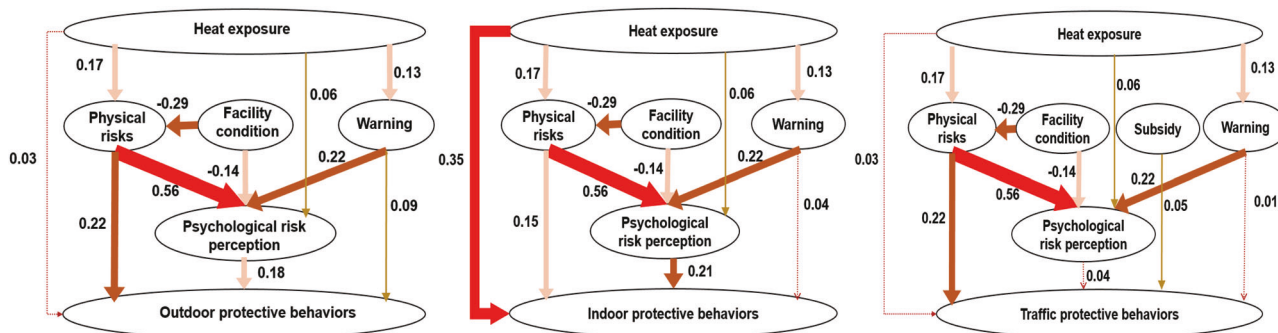 Heat exposure
0.17
0.13
-0.29
0.06
Physical
risks
Facility
condition
Warning
0.03
0.22
-0.14
0.56
0.09
0.22
Psychological risk
perception
0.18
Outdoor protective behaviors
Heat exposure
0.17
0.13
-0.29
0.06
Physical
risks
Facility
condition
Warning
0.35
0.22
-0.14
0.56
0.04
0.15
Psychological
risk perception
0.21
Indoor protective behaviors
Heat exposure
0.17
0.13
0.06
-0.29
Physical
risks
Facility
condition
Subsidy
Warning
0.03
-0.14
0.22
0.56
0.05
0.01
0.22
Psychological
risk perception
0.04
Traffic protective behaviors